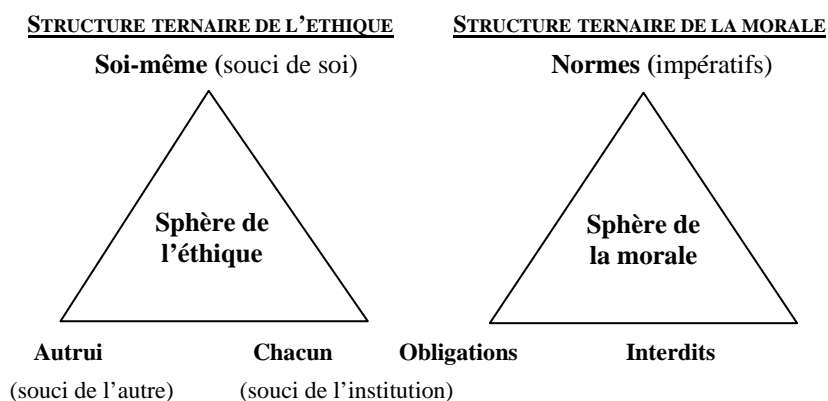 STRUCTURE TERNAIRE DE L'ETHIQUE
Soi-même (souci de soi)
Sphère de
l'éthique
Autrui
(souci de l'autre)
Chacun
(souci de l'institution)
STRUCTURE TERNAIRE DE LA MORALE
Normes (impératifs)
Sphère de
la morale
Obligations
Interdits